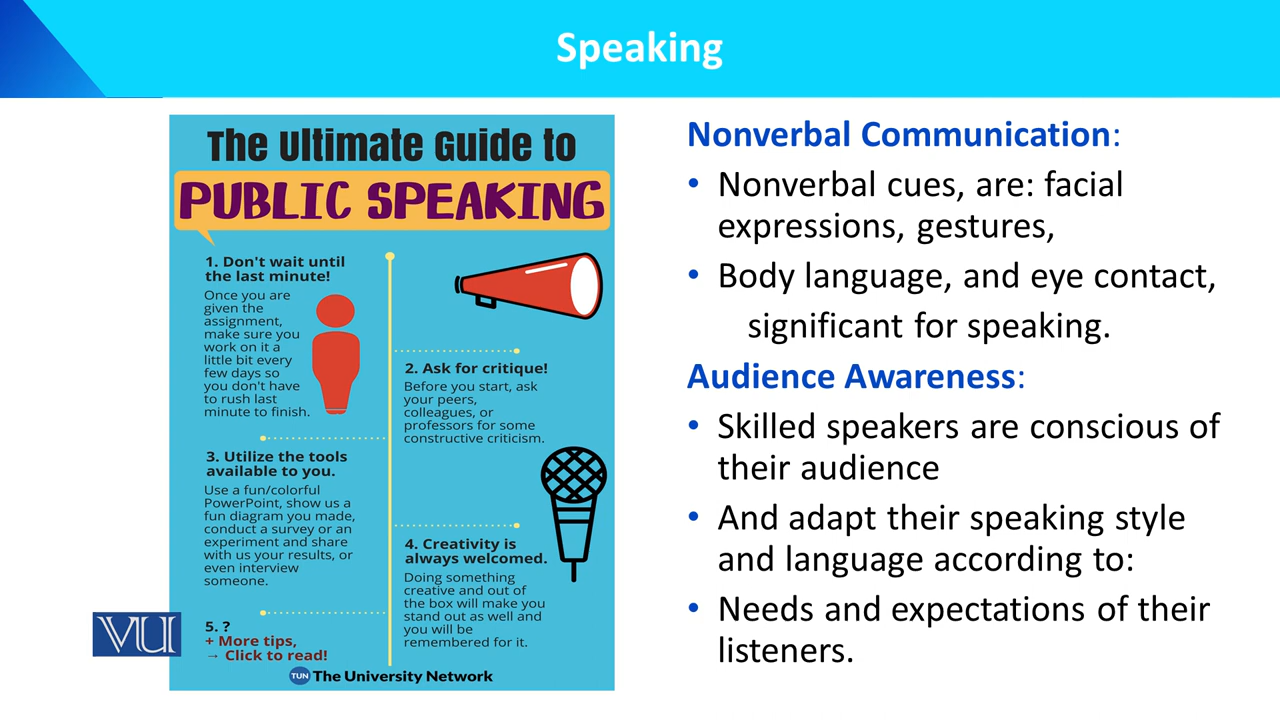 Speaking
The Ultimate Guide to
PUBLIC SPEAKING
1. Don't wait until
the last minute!
Once you are
given the
assignment,
make sure you
work on it a
little bit every
few days so
you don't have
to rush last
minute to finish.
2. Ask for critique!
Before you start, ask
your peers,
colleagues, or
professors for some
constructive criticism.
3. Utilize the tools
available to you.
Use a fun/colorful
PowerPoint, show us a
fun diagram you made,
conduct a survey or an
experiment and share
with us your results, or
even interview
someone.
4. Creativity is
always welcomed.
Doing something
creative and out of
the box will make you
stand out as well and
you will be
remembered for it.
5. ?
+ More tips,
→ Click to read!
TUN The University Network
VU
Nonverbal Communication:
• Nonverbal cues, are: facial
expressions, gestures,
• Body language, and eye contact,
significant for speaking.
Audience Awareness:
• Skilled speakers are conscious of
their audience
• And adapt their speaking style
and language according to:
• Needs and expectations of their
listeners.